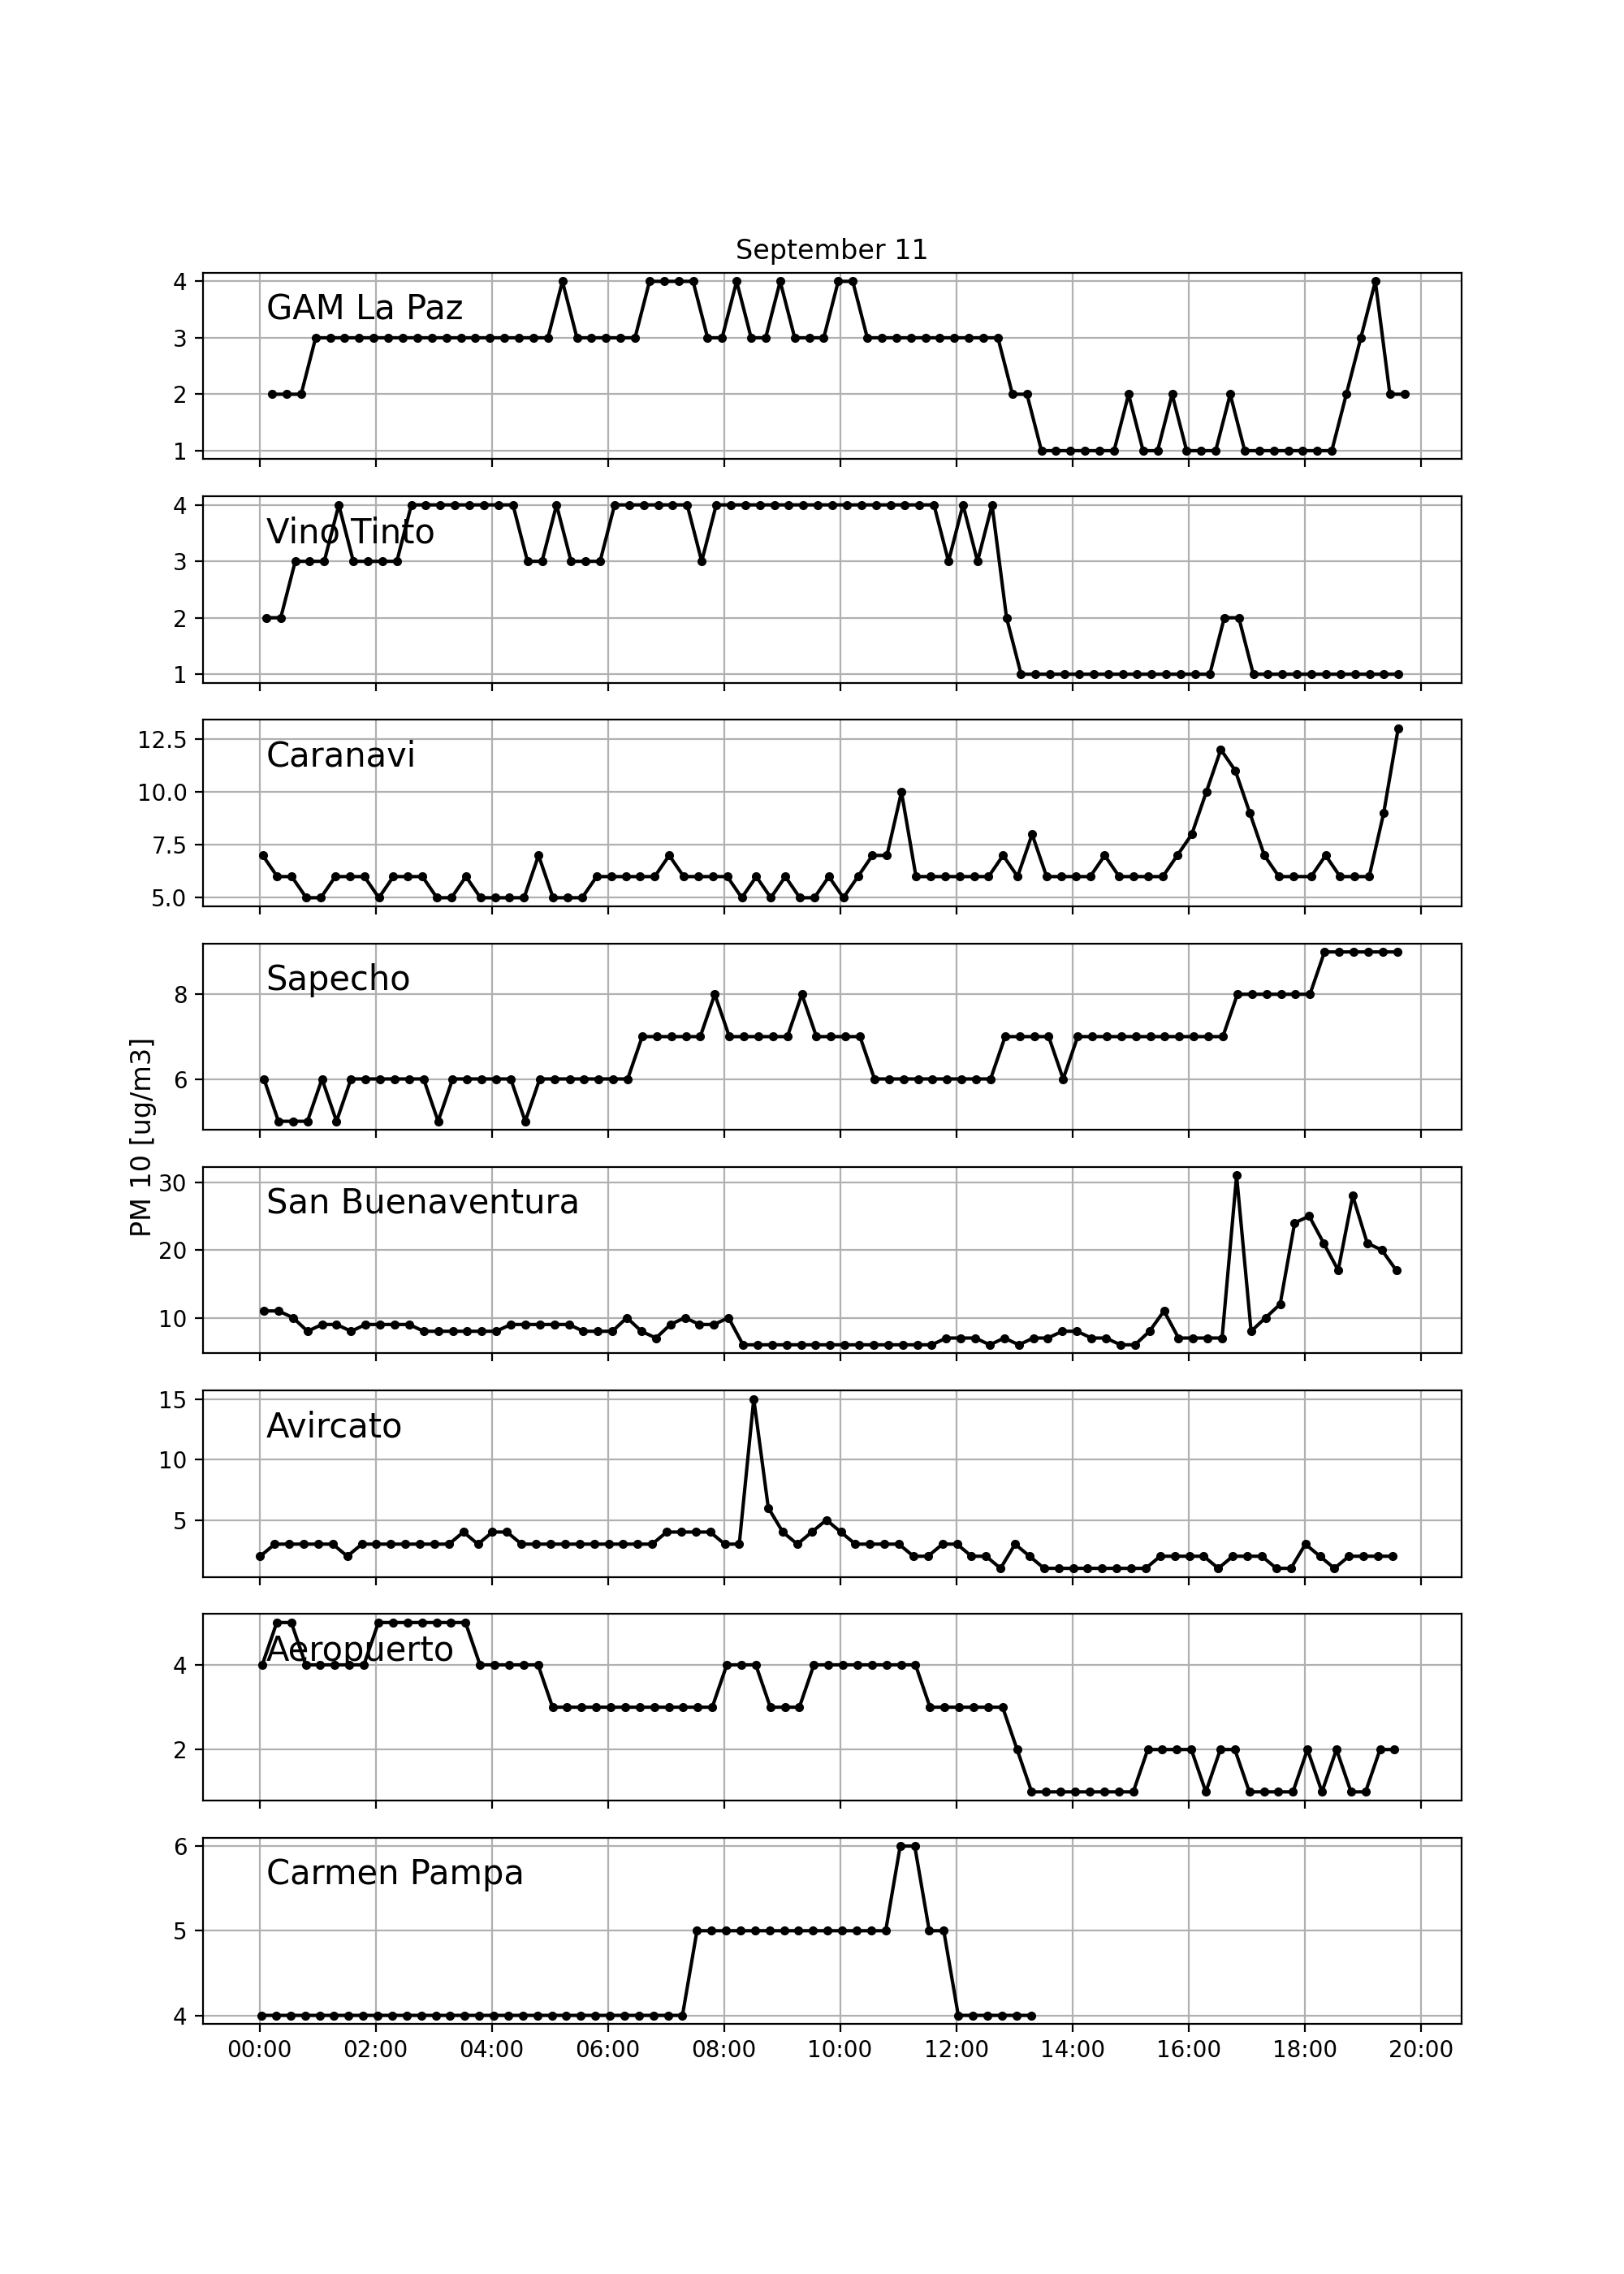 September 11
4
GAM La Paz
3
2
1
4
Vino Tinto
3
2
1
12.5
Caranavi
10.0
7.5
5.0
Sapecho
8
6
PM 10 [ug/m3]
30
San Buenaventura
20
10
15
Avircato
10
5
Aeropuerto
4
2
6
Carmen Pampa
5
4
00:00 02:00 04:00 06:00 08:00 10:00 12:00 14:00 16:00 18:00 20:00